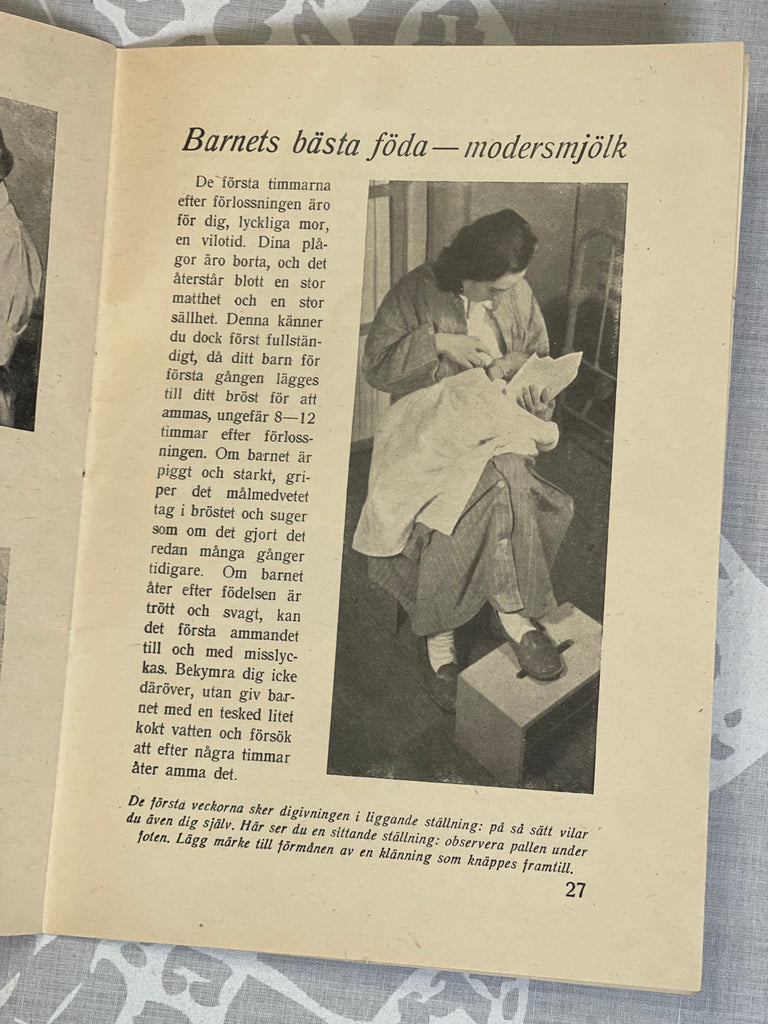 Barnets bästa föda — modersmjölk
De första timmarna
efter förlossningen äro
för dig, lyckliga mor,
en vilotid. Dina plå-
gor äro borta, och det
återstår blott en stor
matthet och en stor
sällhet. Denna känner
du dock först fullstän-
digt, då ditt barn för
första gången lägges
till ditt bröst för att
ammas, ungefär 8—12
timmar efter förloss-
ningen. Om barnet är
piggt och starkt, gri-
per det målmedvetet
tag i bröstet och suger
som om det gjort det
redan många gånger
tidigare. Om barnet
åter efter födelsen är
trött och svagt, kan
det första ammandet
till och med misslyc-
kas. Bekymra dig icke
däröver, utan giv bar-
net med en tesked litet
kokt vatten och försök
att efter några timmar
åter amma det.
De första veckorna sker digivningen i liggande ställning: på så sätt vilar
du även dig själv. Här ser du en sittande ställning: observera pallen under
foten. Lägg märke till förmånen av en klänning som knäppes framtill.
27